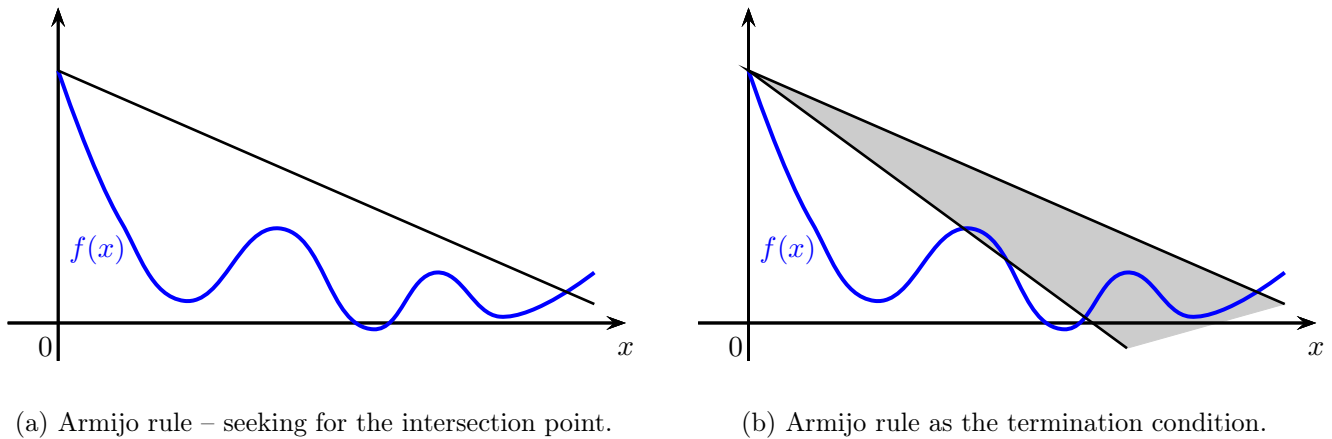 f(x)
0
x
(a) Armijo rule – seeking for the intersection point.
f(x)
0
x
(b) Armijo rule as the termination condition.